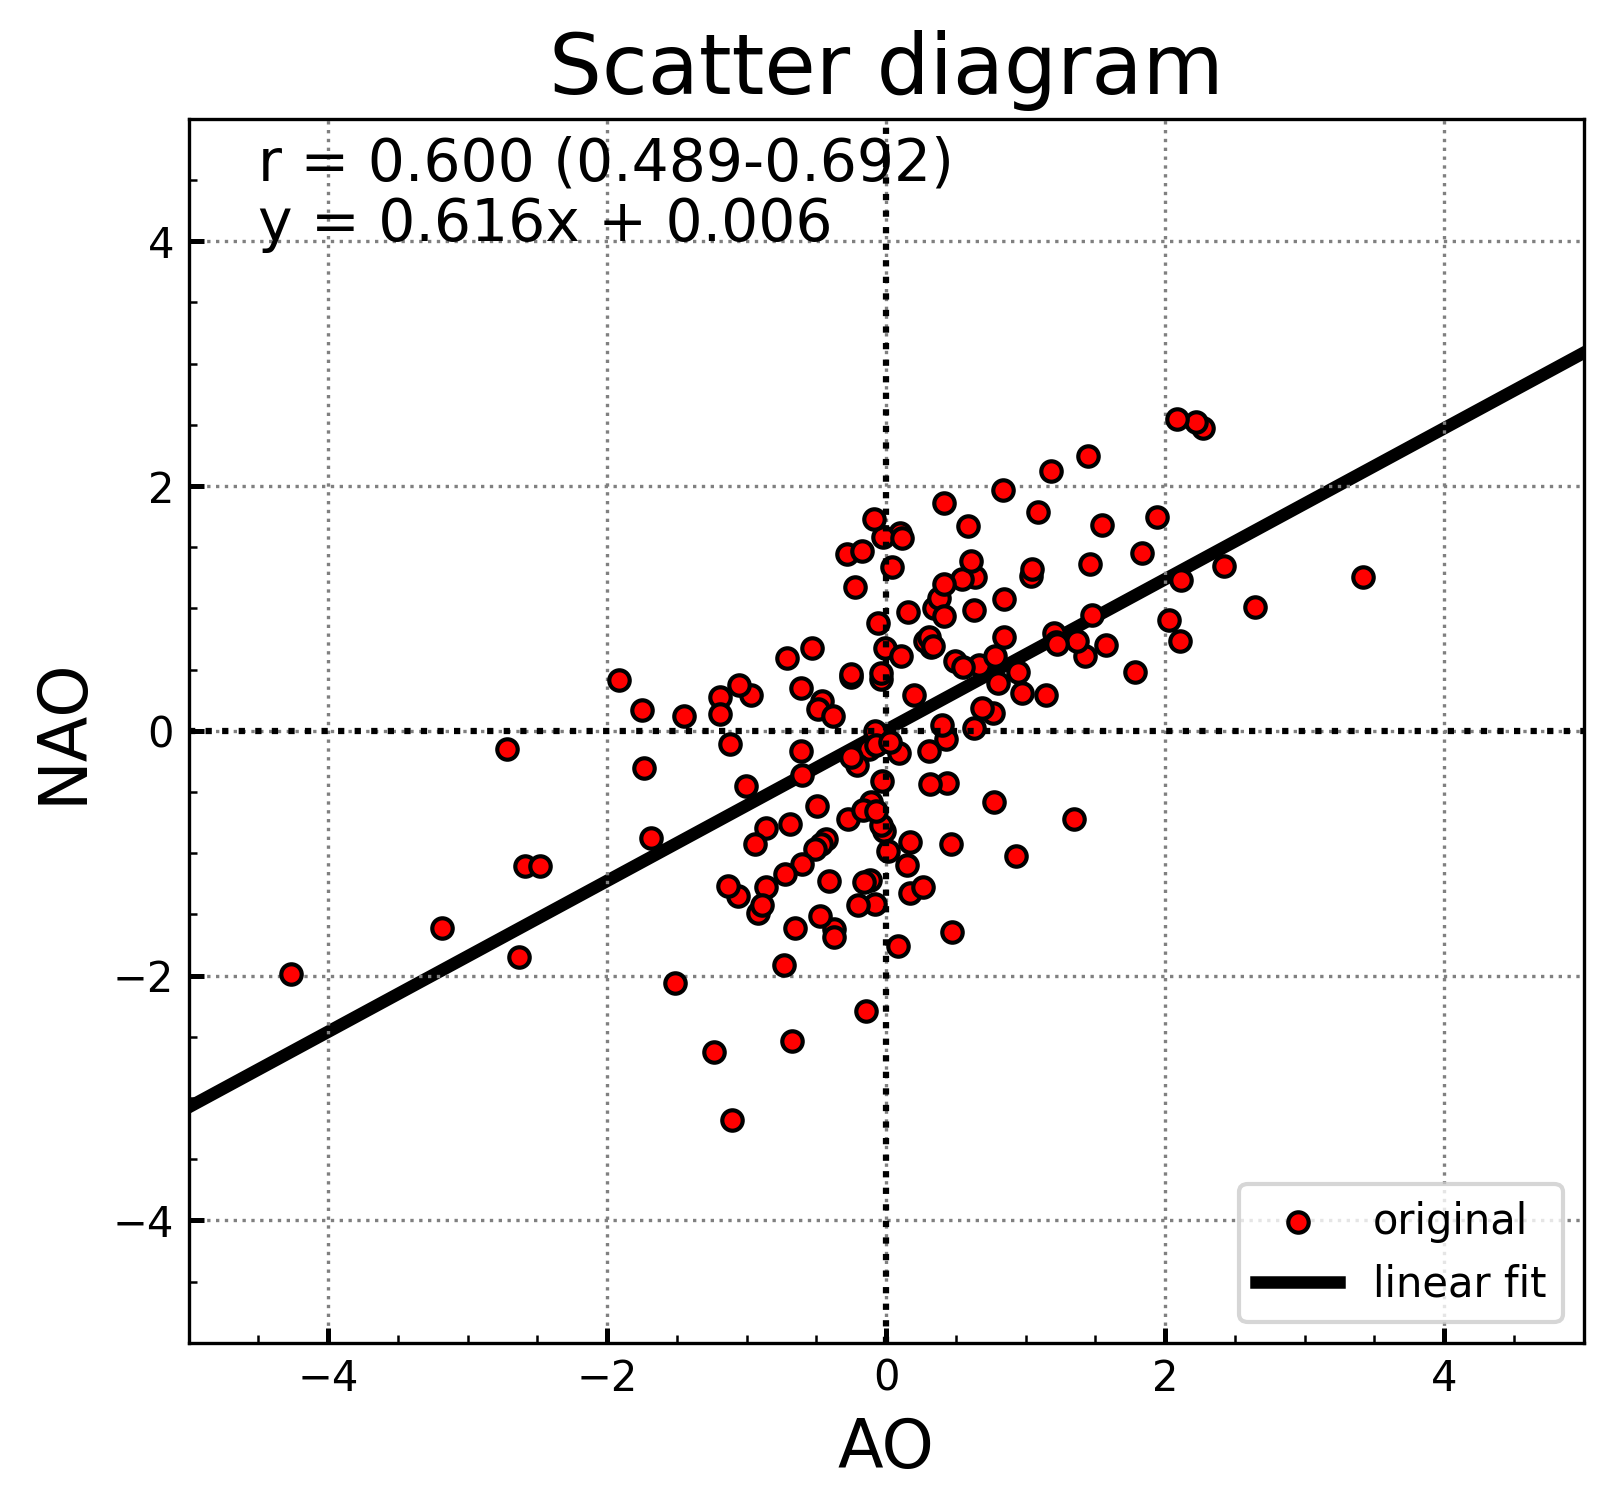 Scatter diagram
r = 0.600 (0.489-0.692)
y = 0.616x + 0.006
NAO
4
2
0
−2
−4
−4
−2
0
2
4
AO
original
linear fit